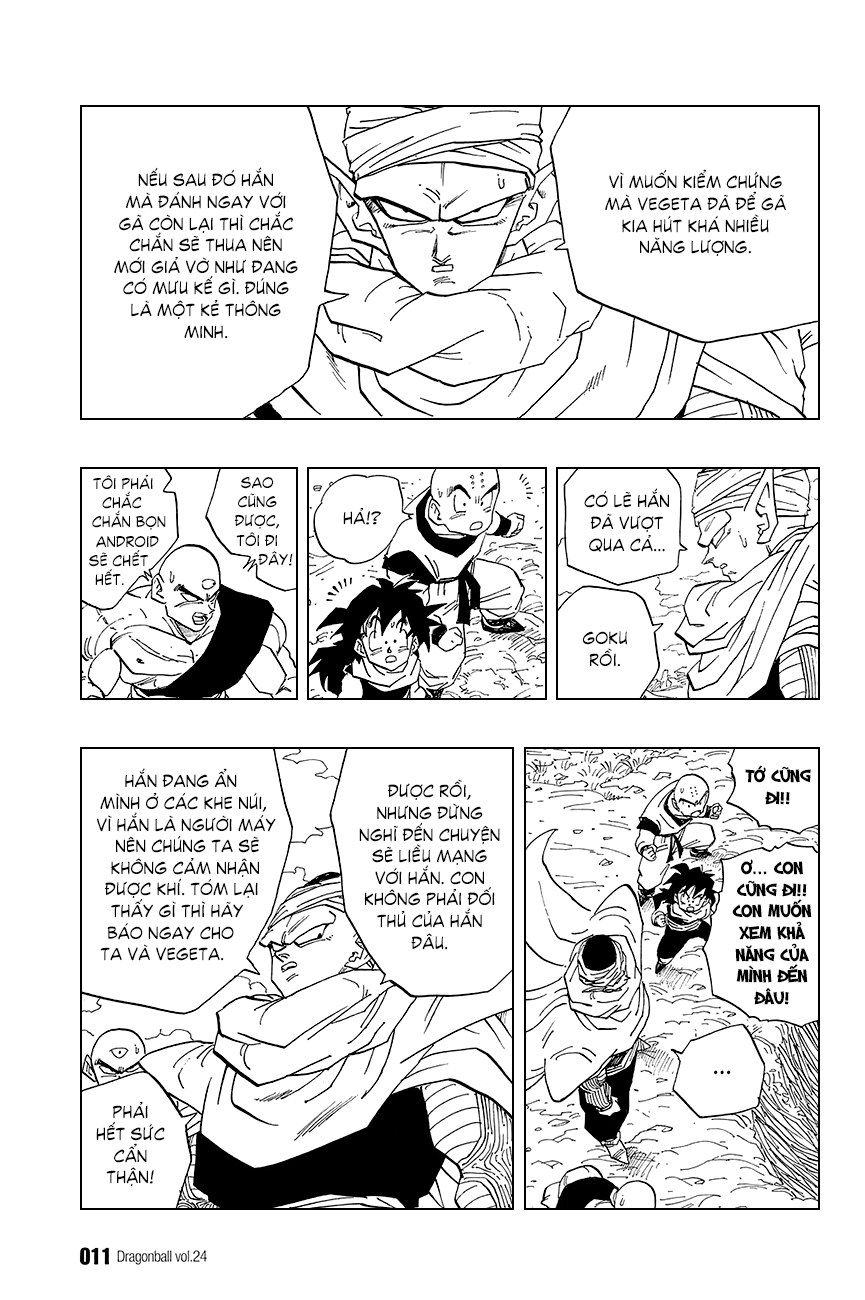 VÌ MUỐN KIỂM CHỨNG
MÀ VEGETA ĐÃ ĐỂ GÃ
KIA HÚT KHÁ NHIỀU
NĂNG LƯỢNG.
NẾU SAU ĐÓ HẮN
MÀ ĐÁNH NGAY VỚI
GÃ CÒN LẠI THÌ CHẮC
CHẮN SẼ THUA NÊN
MỚI GIẢ VỜ NHƯ ĐANG
CÓ MƯU KẾ GÌ. ĐÚNG
LÀ MỘT KẺ THÔNG
MINH.
CÓ LẼ HẮN
ĐÃ VƯỢT
QUA CẢ...
GOKU
RỒI.
HẢ!?
SAO
CŨNG
ĐƯỢC,
TÔI ĐI
ĐÂY!
TÔI PHẢI
CHẮC
CHẮN BỌN
ANDROID
SẼ CHẾT
HẾT.
TỚ CŨNG
ĐI!!
Ơ... CON
CŨNG ĐI!!
CON MUỐN
XEM KHẢ
NĂNG CỦA
MÌNH ĐẾN
ĐÂU!
...
ĐƯỢC RỒI,
NHƯNG ĐỪNG
NGHĨ ĐẾN CHUYỆN
SẼ LIỀU MẠNG
VỚI HẮN. CON
KHÔNG PHẢI ĐỐI
THỦ CỦA HẮN
ĐÂU.
HẮN ĐANG ẨN
MÌNH Ở CÁC KHE NÚI,
VÌ HẮN LÀ NGƯỜI MÁY
NÊN CHÚNG TA SẼ
KHÔNG CẢM NHẬN
ĐƯỢC KHÍ. TÓM LẠI
THẤY GÌ THÌ HÃY
BÁO NGAY CHO
TA VÀ VEGETA.
PHẢI
HẾT SỨC
CẨN
THẬN!
011 Dragonball vol.24